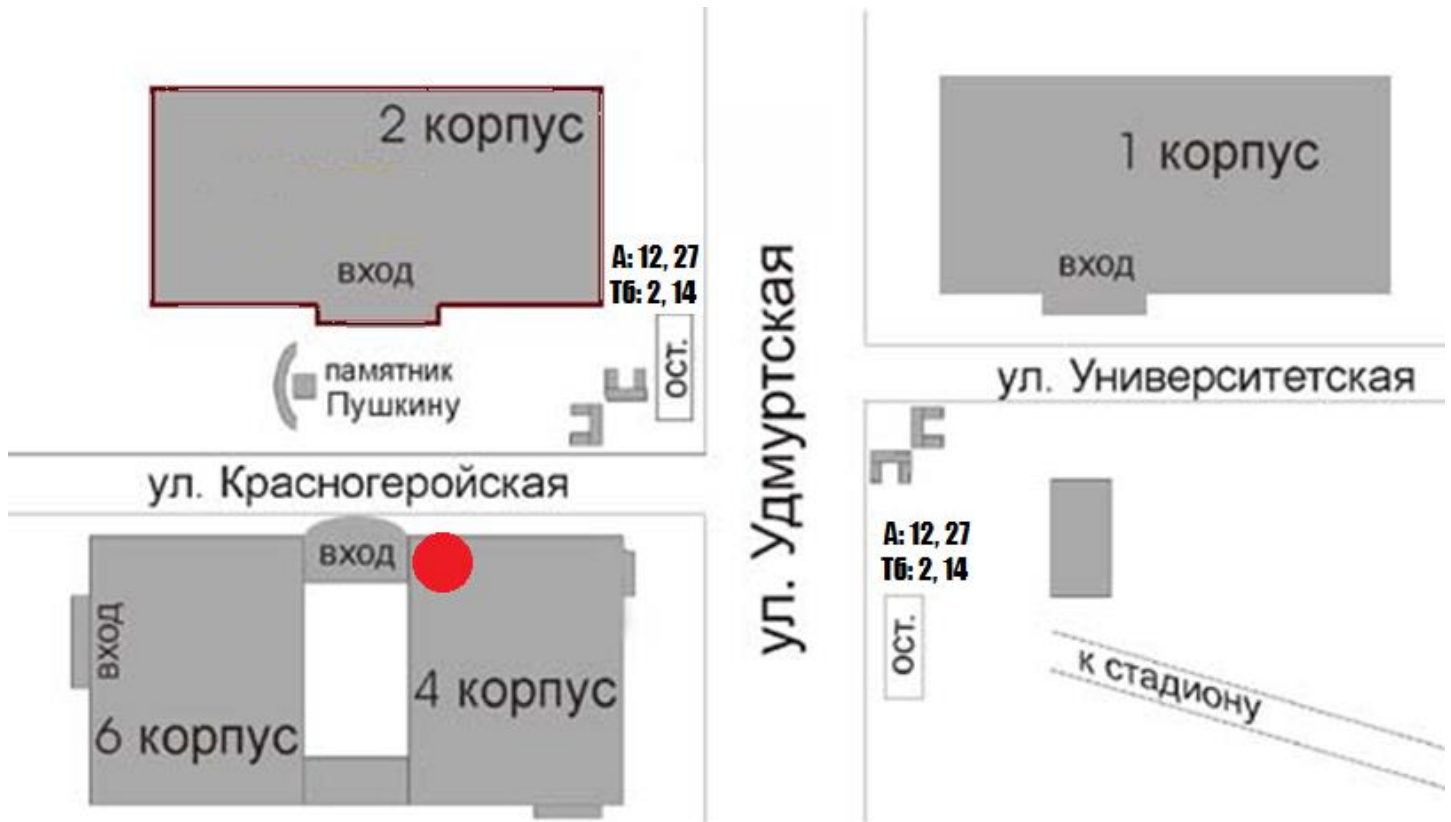 2 корпус
вход
А: 12, 27
Тб: 2, 14
ост.
памятник
Пушкину
ул. Красногеройская
вход
вход
6 корпус
4 корпус
ул. Удмуртская
1 корпус
вход
ул. Университетская
А: 12, 27
Тб: 2, 14
ост.
к стадиону